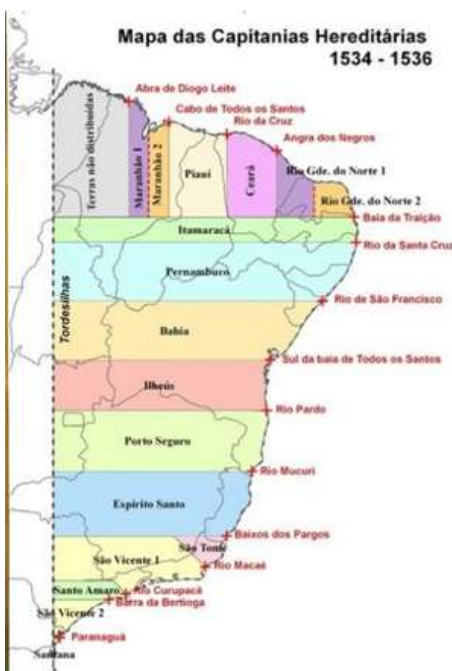 Mapa das Capitanias Hereditárias
1534 - 1536
Abra de Diogo Leite
Cabo de Todos os Santos
Rio da Cruz
Angra dos Negros
Terras não distribuídas
Maranhão 1
Maranhão 2
Piauí
Ceará
Rio Gde. do Norte 1
Rio Gde. do Norte 2
Baia da Traição
Itamaracá
Rio da Santa Cruz
Pernambuco
Rio de São Francisco
Tordesilhas
Bahia
Sul da baia de Todos os Santos
Ilhéus
Rio Pardo
Porto Seguro
Rio Mucuri
Espírito Santo
Baixos dos Pargos
São Tomé
São Vicente 1
Rio Macaé
Santo Amaro
Rio Curupacê
Barra da Bertioga
São Vicente 2
Paranaguá
Santana